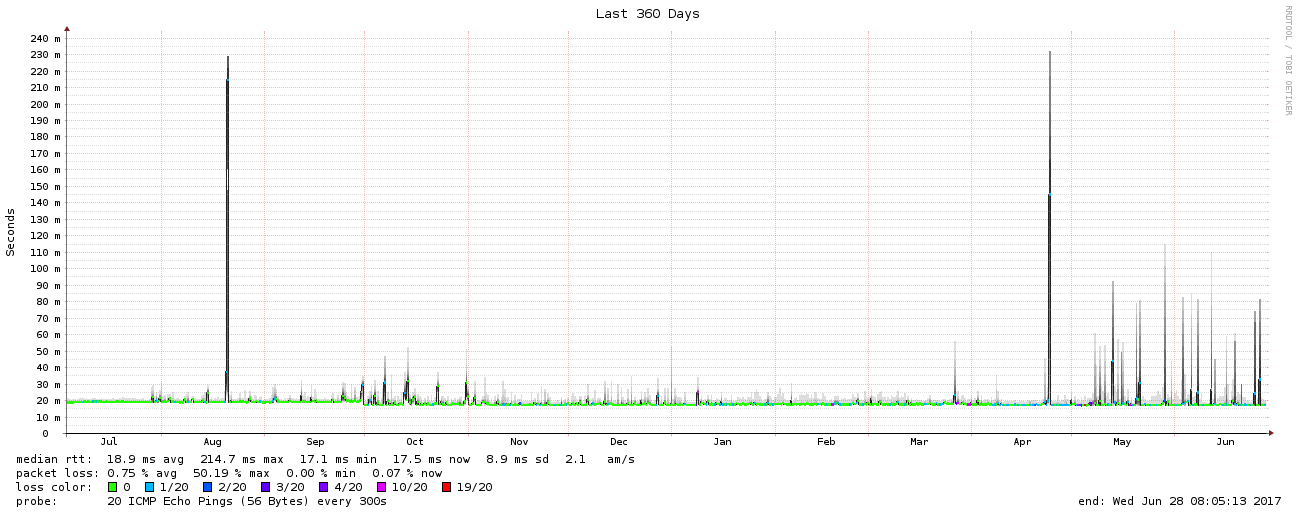 Last 360 Days
RRDTOOL / TOBI OETIKER
Seconds
240 m
230 m
220 m
210 m
200 m
190 m
180 m
170 m
160 m
150 m
140 m
130 m
120 m
110 m
100 m
90 m
80 m
70 m
60 m
50 m
40 m
30 m
20 m
10 m
0
Jul Aug Sep Oct Nov Dec Jan Feb Mar Apr May Jun
median rtt: 18.9 ms avg 214.7 ms max 17.1 ms min 17.5 ms now 8.9 ms sd 2.1 am/s
packet loss: 0.75 % avg 50.19 % max 0.00 % min 0.07 % now
loss color: 0 1/20 2/20 3/20 4/20 10/20 19/20
probe: 20 ICMP Echo Pings (56 Bytes) every 300s end: Wed Jun 28 08:05:13 2017